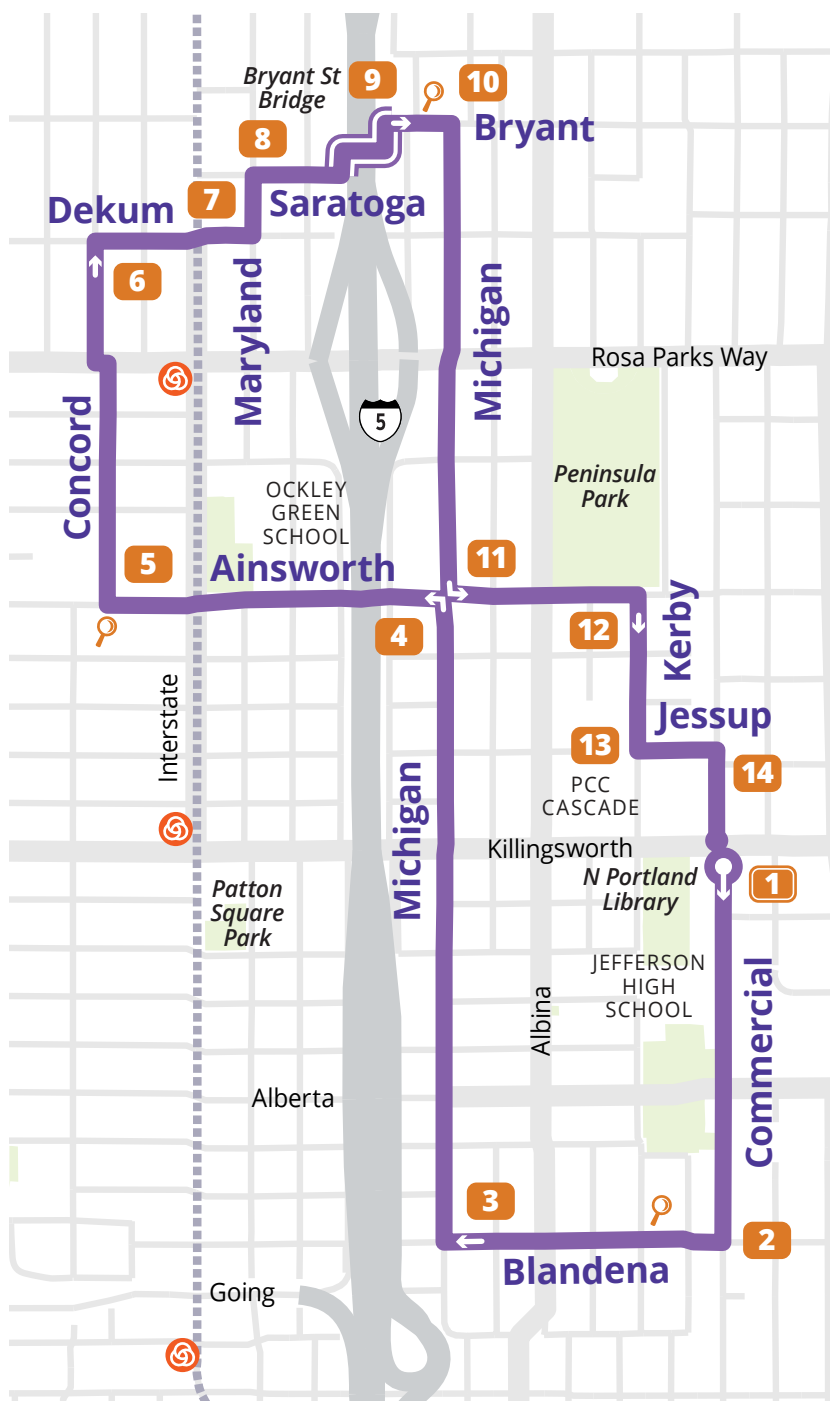 Bryant St
Bridge
9
10
Bryant
8
7
Saratoga
Dekum
6
Maryland
Michigan
Rosa Parks Way
5
Concord
Peninsula
Park
OCKLEY
GREEN
SCHOOL
5
Ainsworth
11
4
12
Kerby
Interstate
Jessup
13
14
PCC
CASCADE
Michigan
Killingsworth
1
N Portland
Library
Patton
Square
Park
JEFFERSON
HIGH
SCHOOL
Albina
Commercial
Alberta
3
2
Blandena
Going